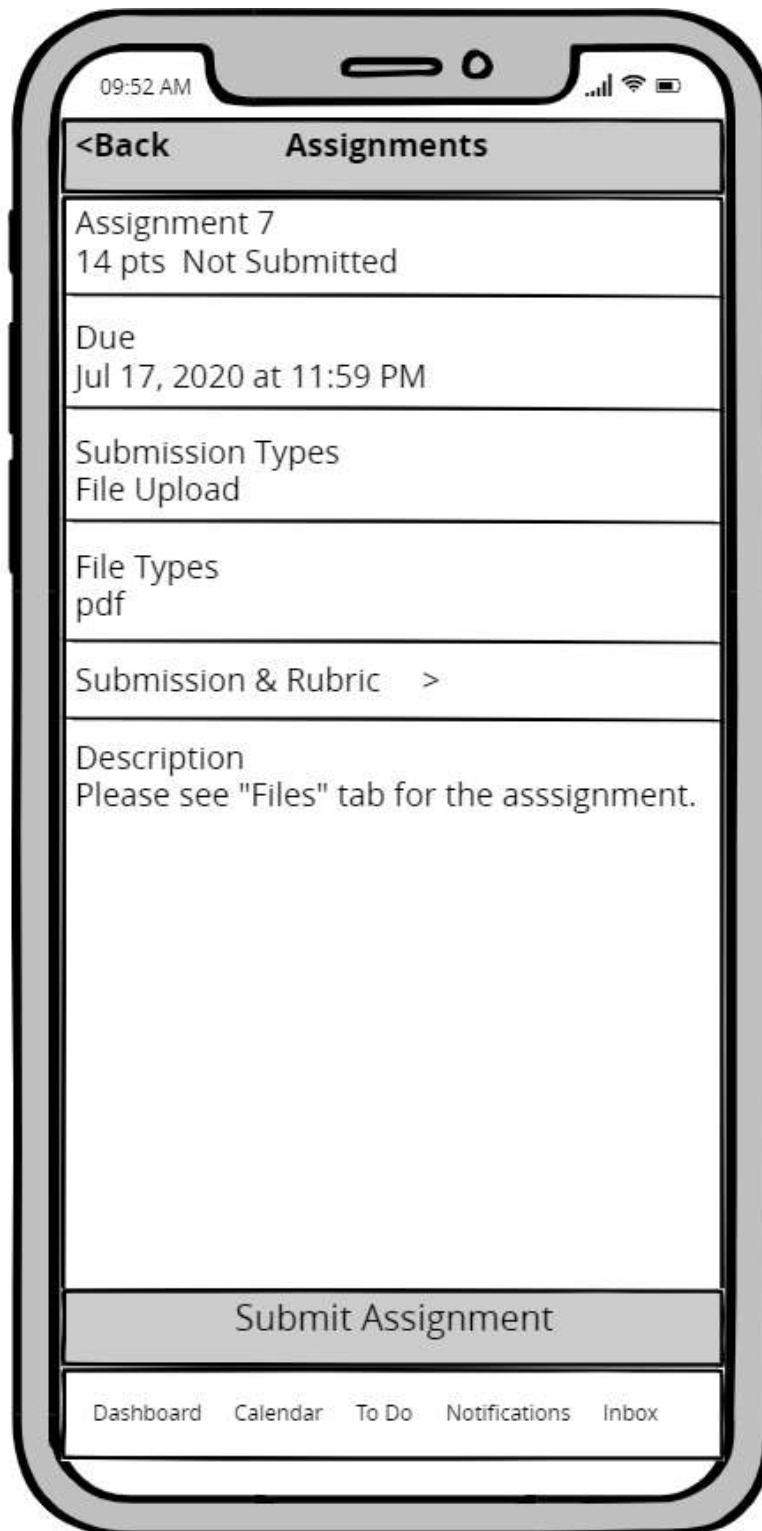 09:52 AM
<Back Assignments
Assignment 7
14 pts Not Submitted
Due
Jul 17, 2020 at 11:59 PM
Submission Types
File Upload
File Types
pdf
Submission & Rubric >
Description
Please see "Files" tab for the asssignment.
Submit Assignment
Dashboard Calendar To Do Notifications Inbox